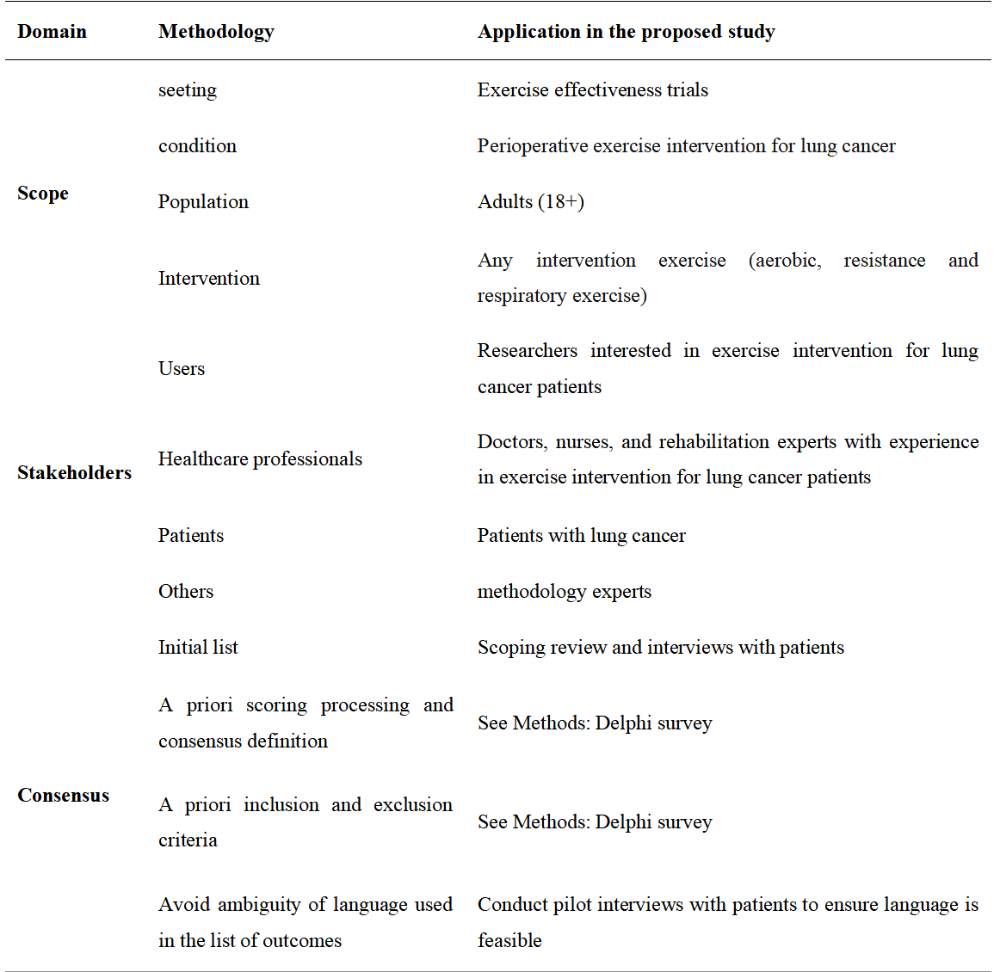 Domain Methodology Application in the proposed study
seeting Exercise effectiveness trials
condition Perioperative exercise intervention for lung cancer
Scope
Population Adults (18+)
Intervention
Any intervention exercise (aerobic, resistance and
respiratory exercise)
Users
Researchers interested in exercise intervention for lung
cancer patients
Stakeholders
Healthcare professionals
Doctors, nurses, and rehabilitation experts with experience
in exercise intervention for lung cancer patients
Patients Patients with lung cancer
Others methodology experts
Initial list Scoping review and interviews with patients
A priori scoring processing and
consensus definition
See Methods: Delphi survey
Consensus
A priori inclusion and exclusion
criteria
See Methods: Delphi survey
Avoid ambiguity of language used
in the list of outcomes
Conduct pilot interviews with patients to ensure language is
feasible